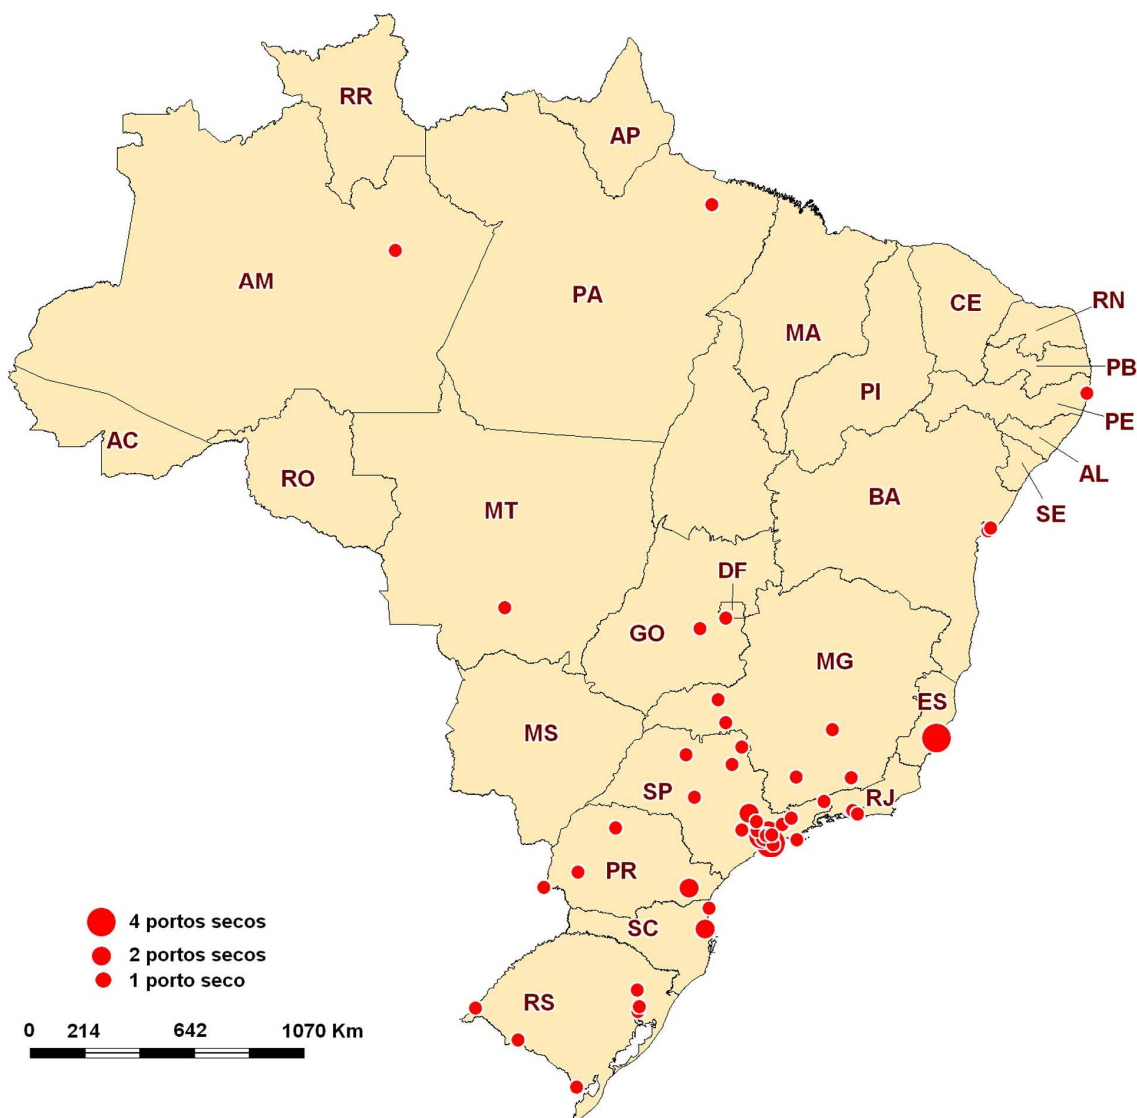 RR
AP
AM
PA
CE
RN
MA
PB
PI
PE
AC
AL
RO
BA
MT
SE
DF
GO
MG
ES
MS
SP
RJ
PR
4 portos secos
SC
2 portos secos
1 porto seco
RS
0 214 642 1070 Km